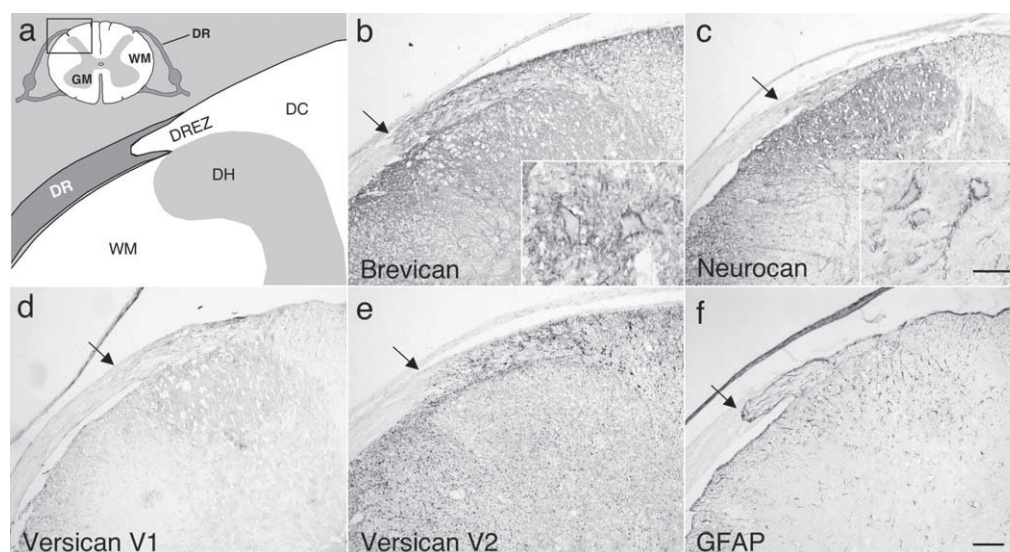 a
DR
WM
GM
DC
DREZ
DH
DR
WM
b
Brevican
c
Neurocan
d
Versican V1
e
Versican V2
f
GFAP